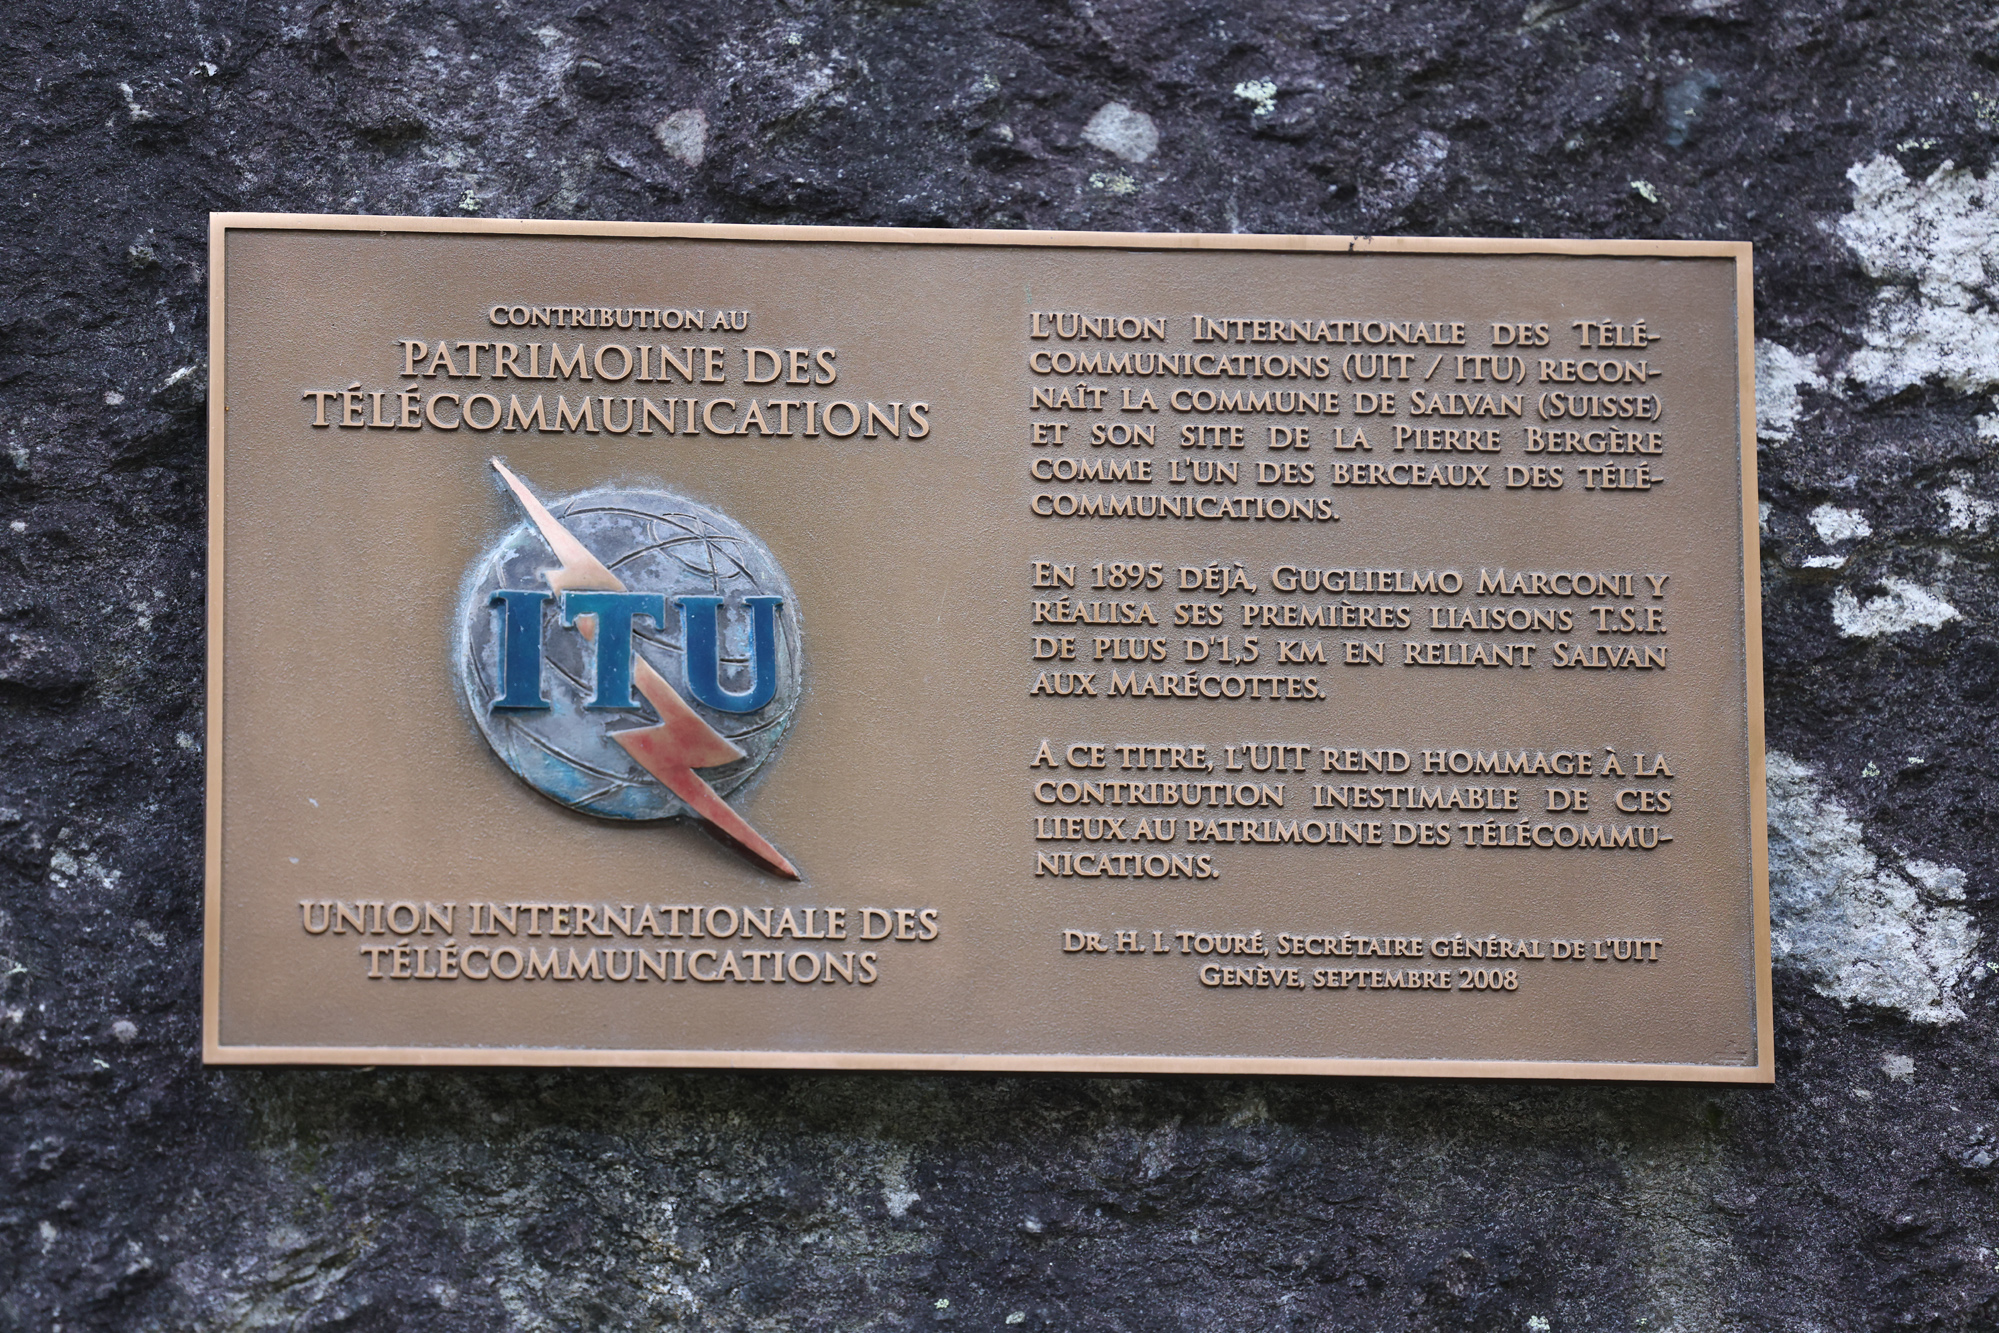 CONTRIBUTION AU
PATRIMOINE DES
TÉLÉCOMMUNICATIONS
ITU
UNION INTERNATIONALE DES
TÉLÉCOMMUNICATIONS
L'UNION INTERNATIONALE DES TÉLÉ-
COMMUNICATIONS (UIT / ITU) RECON-
NAÎT LA COMMUNE DE SALVAN (SUISSE)
ET SON SITE DE LA PIERRE BERGÈRE
COMME L'UN DES BERCEAUX DES TÉLÉ-
COMMUNICATIONS.
EN 1895 DÉJÀ, GUGLIELMO MARCONI Y
RÉALISA SES PREMIÈRES LIAISONS T.S.F.
DE PLUS D'1,5 KM EN RELIANT SALVAN
AUX MARÉCOTTES.
A CE TITRE, L'UIT REND HOMMAGE À LA
CONTRIBUTION INESTIMABLE DE CES
LIEUX AU PATRIMOINE DES TÉLÉCOMMU-
NICATIONS.
DR. H. I. TOURÉ, SECRÉTAIRE GÉNÉRAL DE L'UIT
GENÈVE, SEPTEMBRE 2008